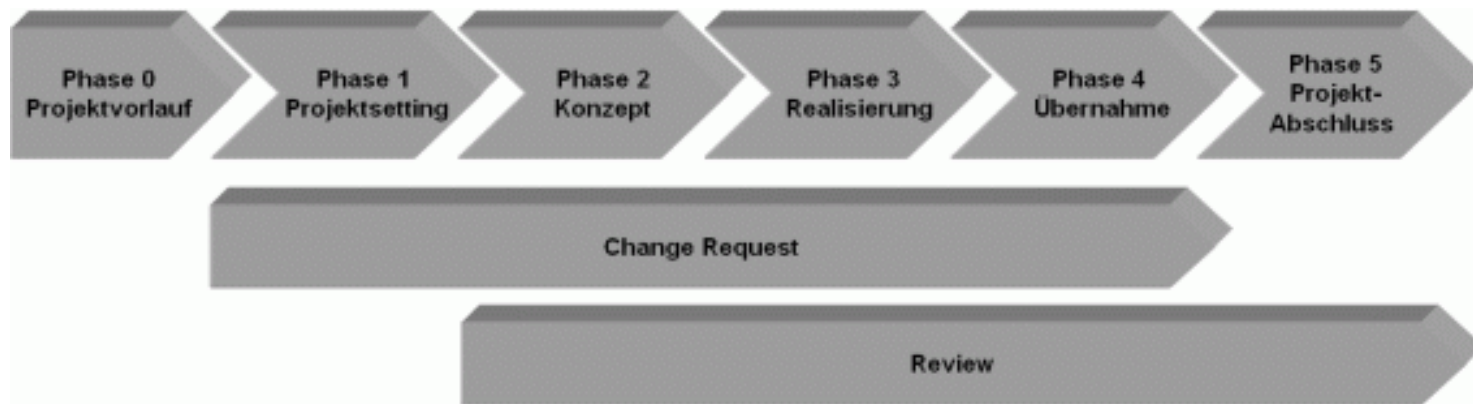 Phase 0
Projektvorlauf
Phase 1
Projektsetting
Phase 2
Konzept
Phase 3
Realisierung
Phase 4
Übernahme
Phase 5
Projekt-
Abschluss
Change Request
Review